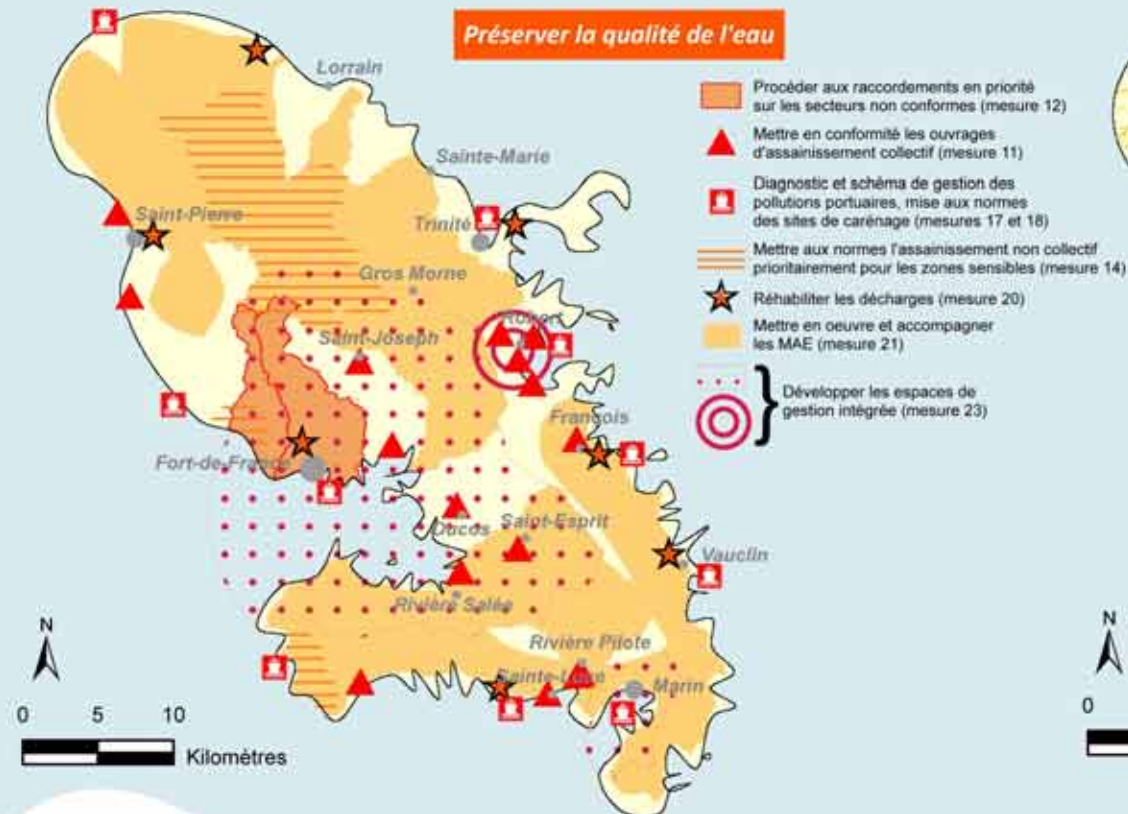 Préserver la qualité de l'eau
Procéder aux raccordements en priorité
sur les secteurs non conformes (mesure 12)
Mettre en conformité les ouvrages
d'assainissement collectif (mesure 11)
Diagnostic et schéma de gestion des
pollutions portuaires, mise aux normes
des sites de carénage (mesures 17 et 18)
Mettre aux normes l'assainissement non collectif
prioritairement pour les zones sensibles (mesure 14)
Réhabiliter les décharges (mesure 20)
Mettre en oeuvre et accompagner
les MAE (mesure 21)
Développer les espaces de
gestion intégrée (mesure 23)
Lorrain
Sainte-Marie
Saint-Pierre
Trinité
Gros Morne
Robert
Saint-Joseph
François
Fort-de-France
Ducos
Saint-Esprit
Vauclin
Rivière Salée
Rivière Pilote
Sainte-Luce
Marin
N
0 5 10
Kilomètres
N
0